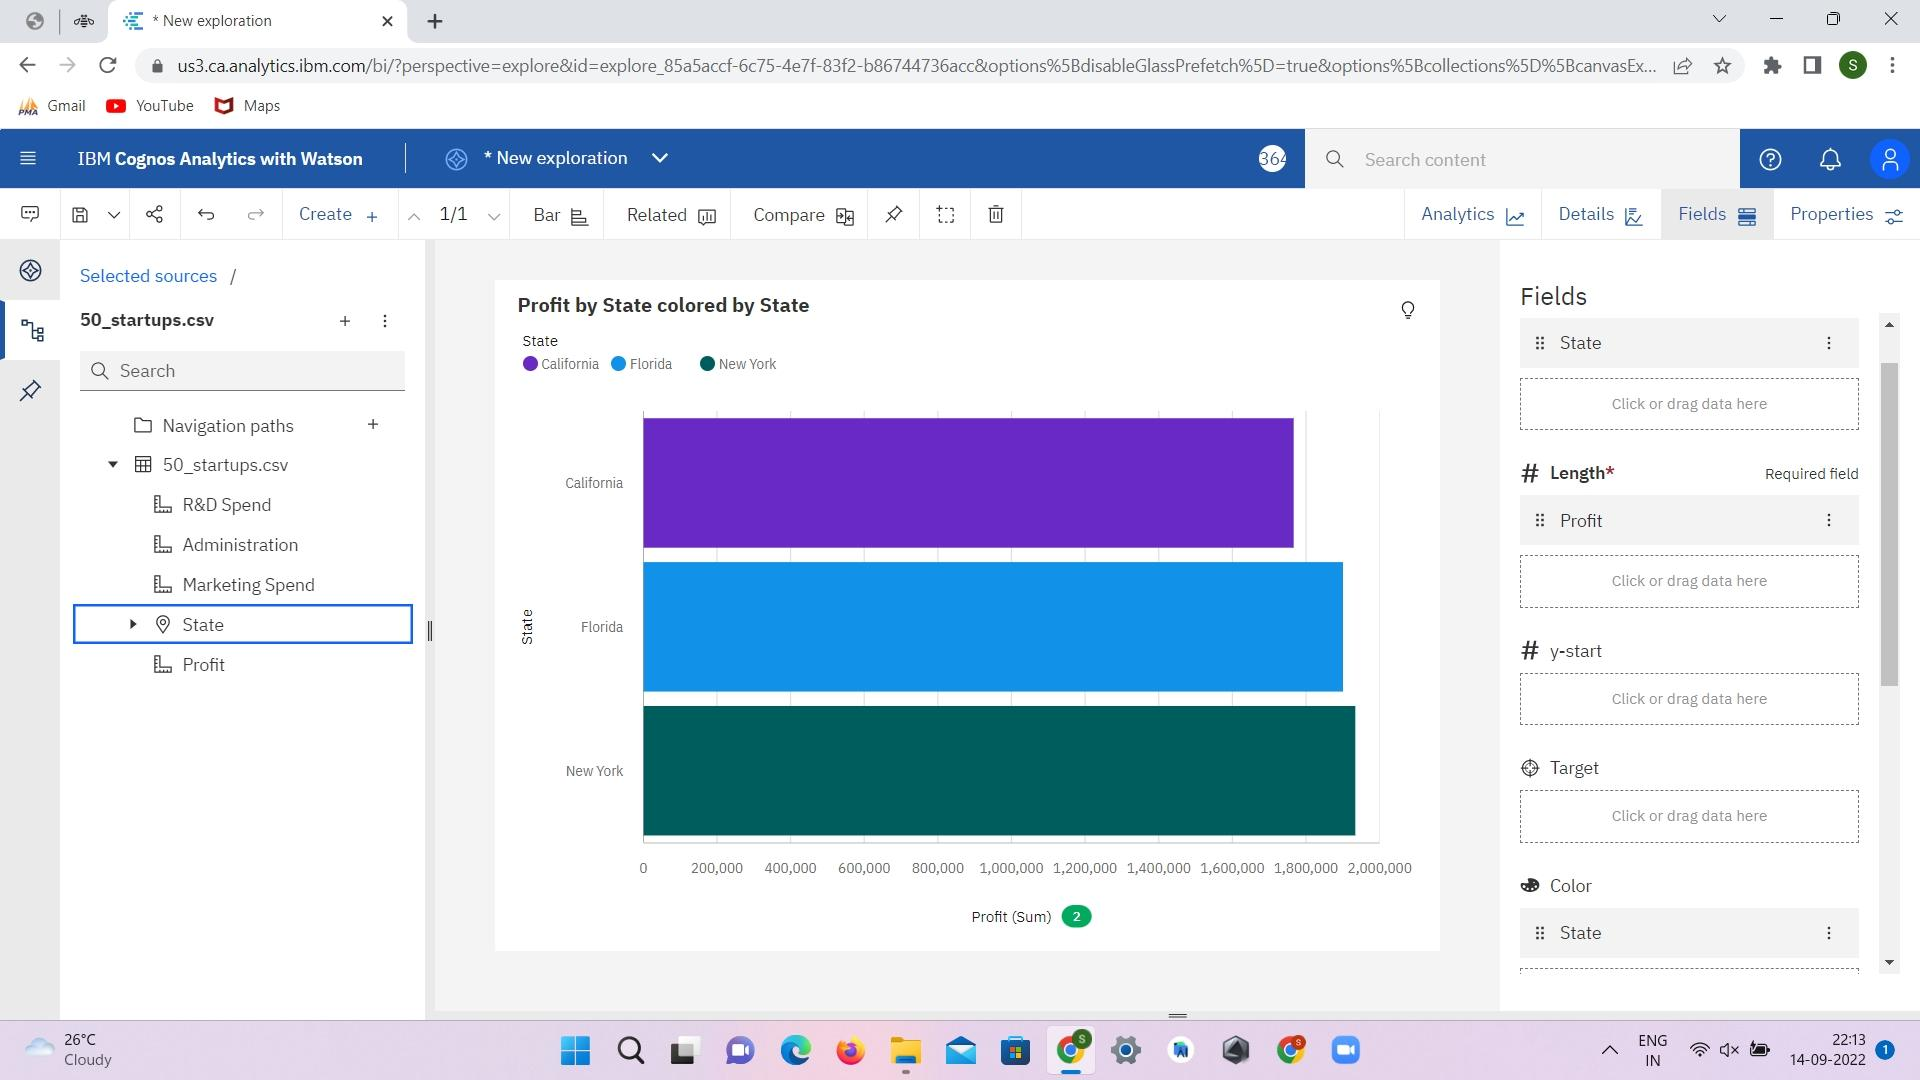 * New exploration
us3.ca.analytics.ibm.com/bi/?perspective=explore&id=explore_85a5accf-6c75-4e7f-83f2-b86744736acc&options%5BdisableGlassPrefetch%5D=true&options%5Bcollections%5D%5BcanvasEx...
S
PMA Gmail YouTube Maps
IBM Cognos Analytics with Watson * New exploration 364 Search content
Create + 1/1 Bar Related Compare Analytics Details Fields Properties
Selected sources /
50_startups.csv
Search
Navigation paths
50_startups.csv
R&D Spend
Administration
Marketing Spend
State
Profit
Profit by State colored by State
State
California Florida New York
State
California
Florida
New York
0 200,000 400,000 600,000 800,000 1,000,000 1,200,000 1,400,000 1,600,000 1,800,000 2,000,000
Profit (Sum) 2
Fields
State
Click or drag data here
# Length* Required field
Profit
Click or drag data here
# y-start
Click or drag data here
Target
Click or drag data here
Color
State
26°C
Cloudy
S
S
ENG
IN
22:13
14-09-2022
1